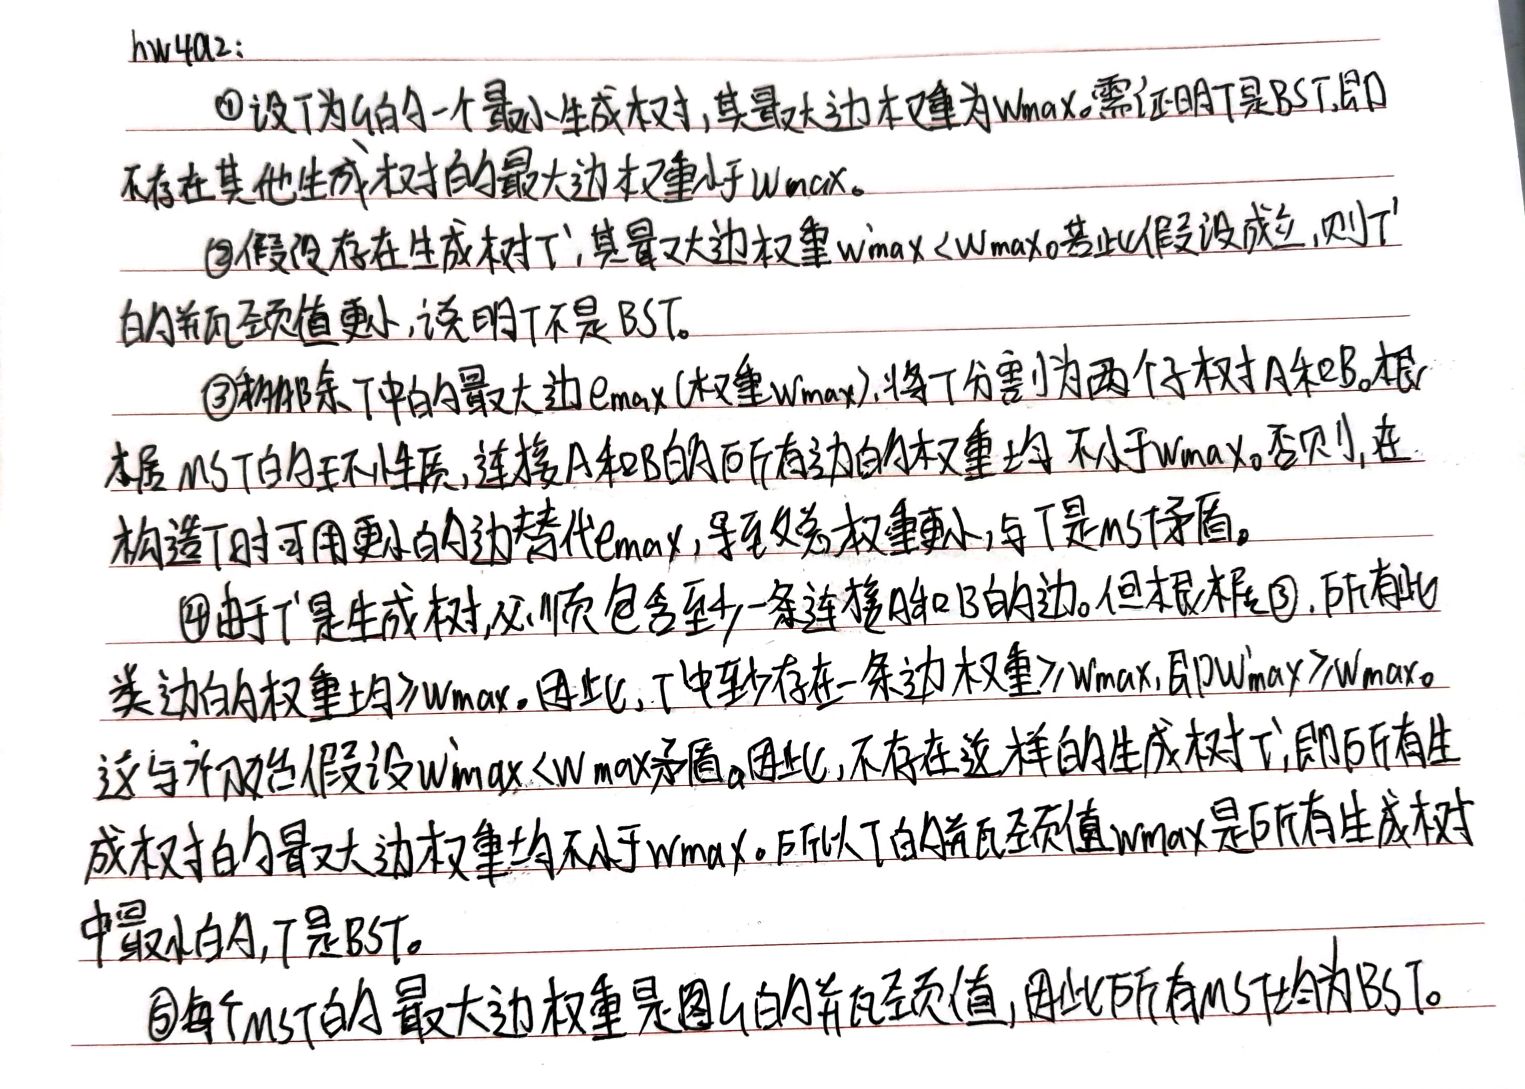 hw4a2:
①设T为G的一个最小生成树,其最大边权重为Wmax。需证明T是BST,即
不存在其他生成树的最大边权重小于Wmax。
②假设存在生成树T',其最大边权重W'max<Wmax。若此假设成立,则T'
的瓶颈值更小,说明T不是BST。
③移除T中的最大边emax(权重Wmax),将T分割为两个子树A和B。根
据MST的环性质,连接A和B的所有边的权重均不小于Wmax。否则,在
构造T时可用更小的边替代emax,导致总权重更小,与T是MST矛盾。
④由于T'是生成树,必须包含至少一条连接A和B的边。但根据③,所有此
类边的权重均≥Wmax。因此,T'中至少存在一条边权重≥Wmax,即W'max≥Wmax。
这与初始假设W'max<Wmax矛盾。因此,不存在这样的生成树T',即所有生
成树的最大边权重均不小于Wmax。所以T的瓶颈值Wmax是所有生成树
中最小的,T是BST。
⑤每个MST的最大边权重是图G的瓶颈值,因此所有MST均为BST。